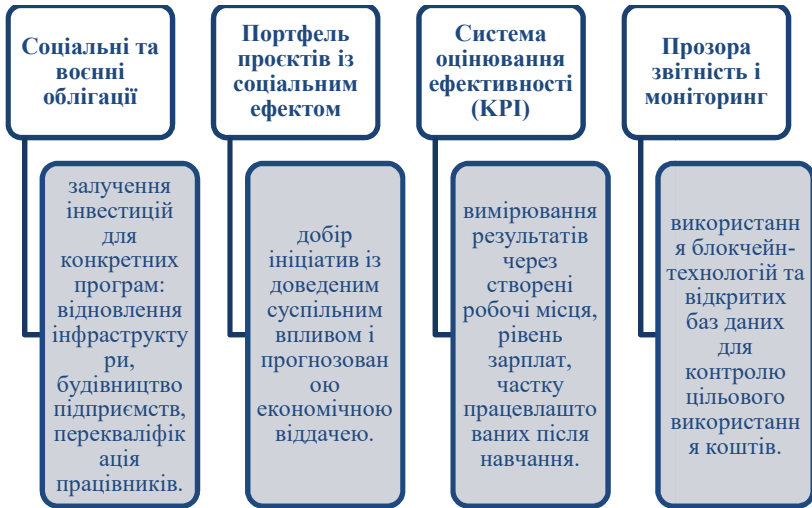 Соціальні та
воєнні
облігації
залучення
інвестицій
для
конкретних
програм:
відновлення
інфраструкту
ри,
будівництво
підприємств,
перекваліфік
ація
працівників.
Портфель
проєктів із
соціальним
ефектом
добір
ініціатив із
доведеним
суспільним
впливом і
прогнозован
ою
економічною
віддачею.
Система
оцінювання
ефективності
(KPI)
вимірювання
результатів
через
створені
робочі місця,
рівень
зарплат,
частку
працевлашто
ваних після
навчання.
Прозора
звітність і
моніторинг
використанн
я блокчейн-
технологій та
відкритих
баз даних
для
контролю
цільового
використанн
я коштів.